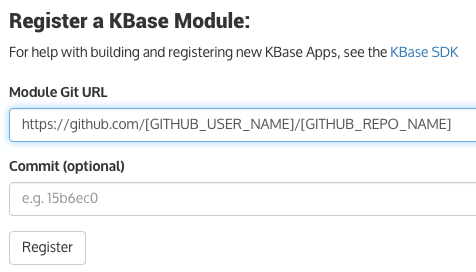 Register a KBase Module:
For help with building and registering new KBase Apps, see the KBase SDK
Module Git URL
https://github.com/[GITHUB_USER_NAME]/[GITHUB_REPO_NAME]
Commit (optional)
e.g. 15b6ec0
Register